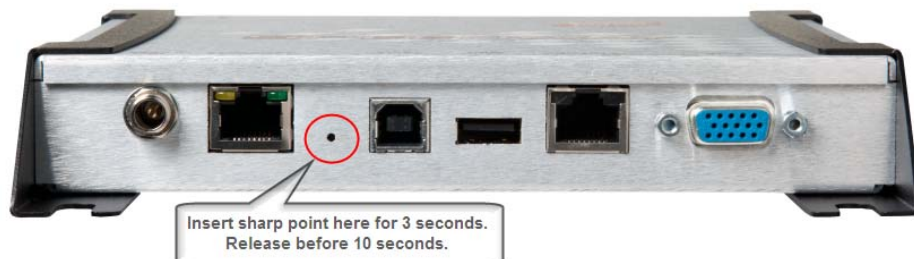 Insert sharp point here for 3 seconds.
Release before 10 seconds.